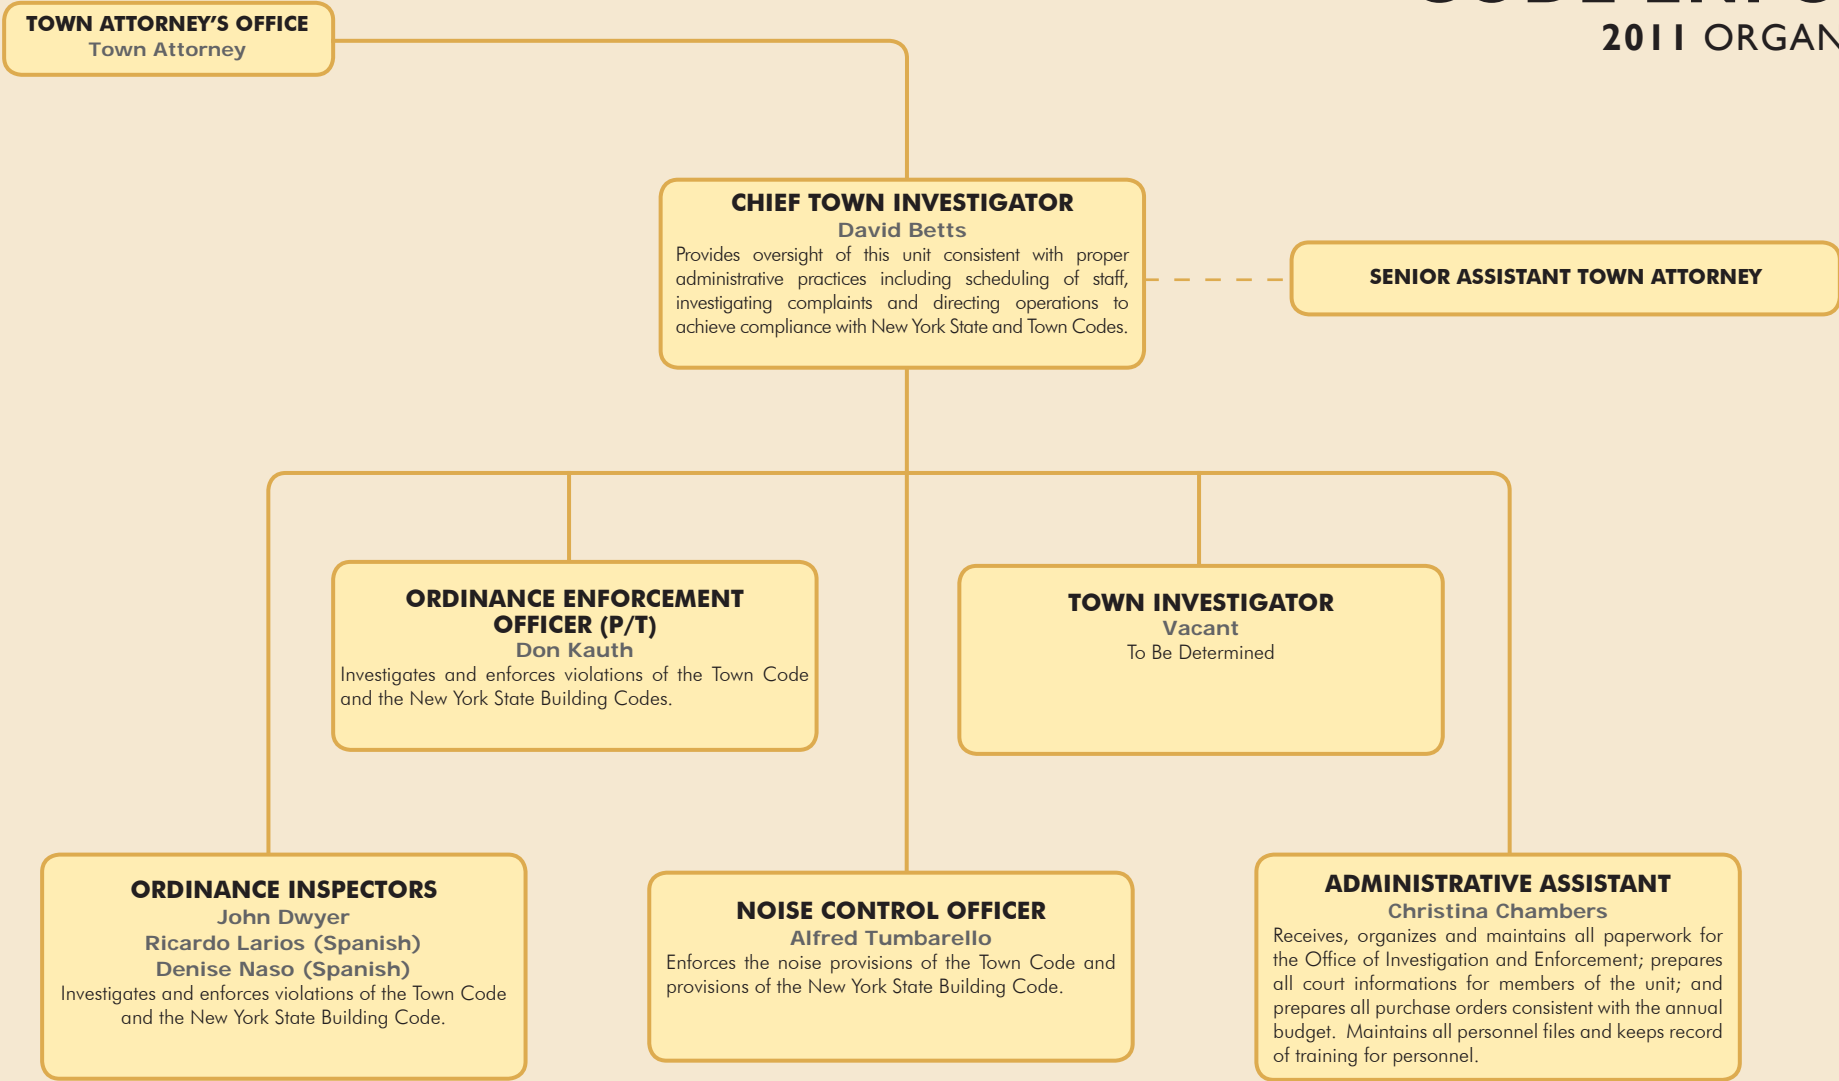 TOWN ATTORNEY'S OFFICE
Town Attorney
2011 ORGAN
CHIEF TOWN INVESTIGATOR
David Betts
Provides oversight of this unit consistent with proper
administrative practices including scheduling of staff,
investigating complaints and directing operations to
achieve compliance with New York State and Town Codes.
SENIOR ASSISTANT TOWN ATTORNEY
ORDINANCE ENFORCEMENT
OFFICER (P/T)
Don Kauth
Investigates and enforces violations of the Town Code
and the New York State Building Codes.
TOWN INVESTIGATOR
Vacant
To Be Determined
ORDINANCE INSPECTORS
John Dwyer
Ricardo Larios (Spanish)
Denise Naso (Spanish)
Investigates and enforces violations of the Town Code
and the New York State Building Code.
NOISE CONTROL OFFICER
Alfred Tumbarello
Enforces the noise provisions of the Town Code and
provisions of the New York State Building Code.
ADMINISTRATIVE ASSISTANT
Christina Chambers
Receives, organizes and maintains all paperwork for
the Office of Investigation and Enforcement; prepares
all court informations for members of the unit; and
prepares all purchase orders consistent with the annual
budget. Maintains all personnel files and keeps record
of training for personnel.